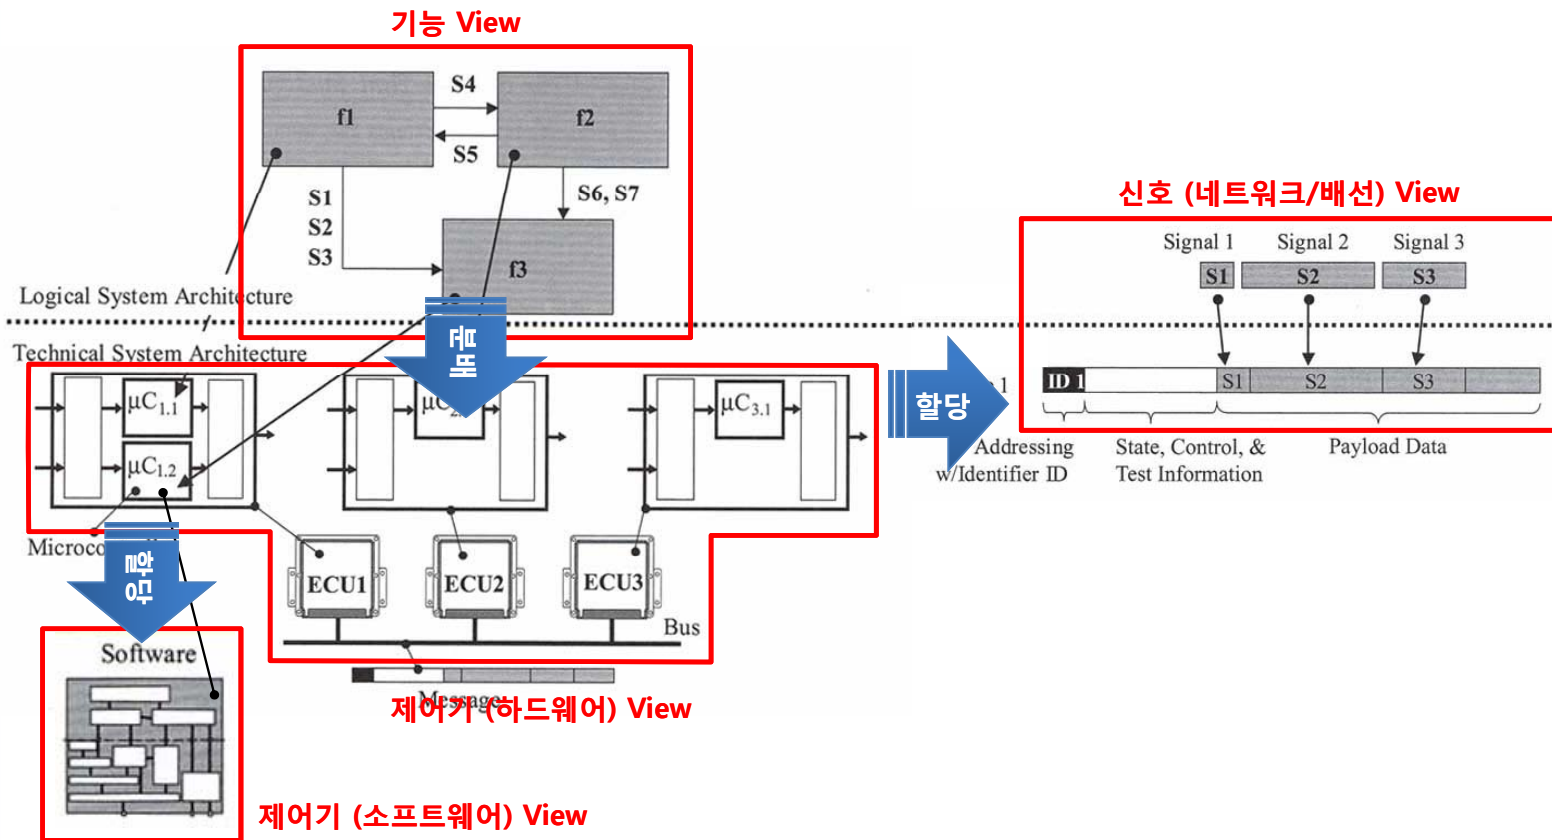 기능 View
f1
S4
f2
S5
S1
S2
S3
S6, S7
f3
Logical System Architecture
신호 (네트워크/배선) View
Signal 1
Signal 2
Signal 3
S1
S2
S3
Technical System Architecture
μC1.1
μC1.2
μC3.1
할당
1
ID 1
S1
S2
S3
Addressing
w/Identifier ID
State, Control, &
Test Information
Payload Data
할당
ECU1
ECU2
ECU3
Bus
Software
Message
제어기 (하드웨어) View
제어기 (소프트웨어) View